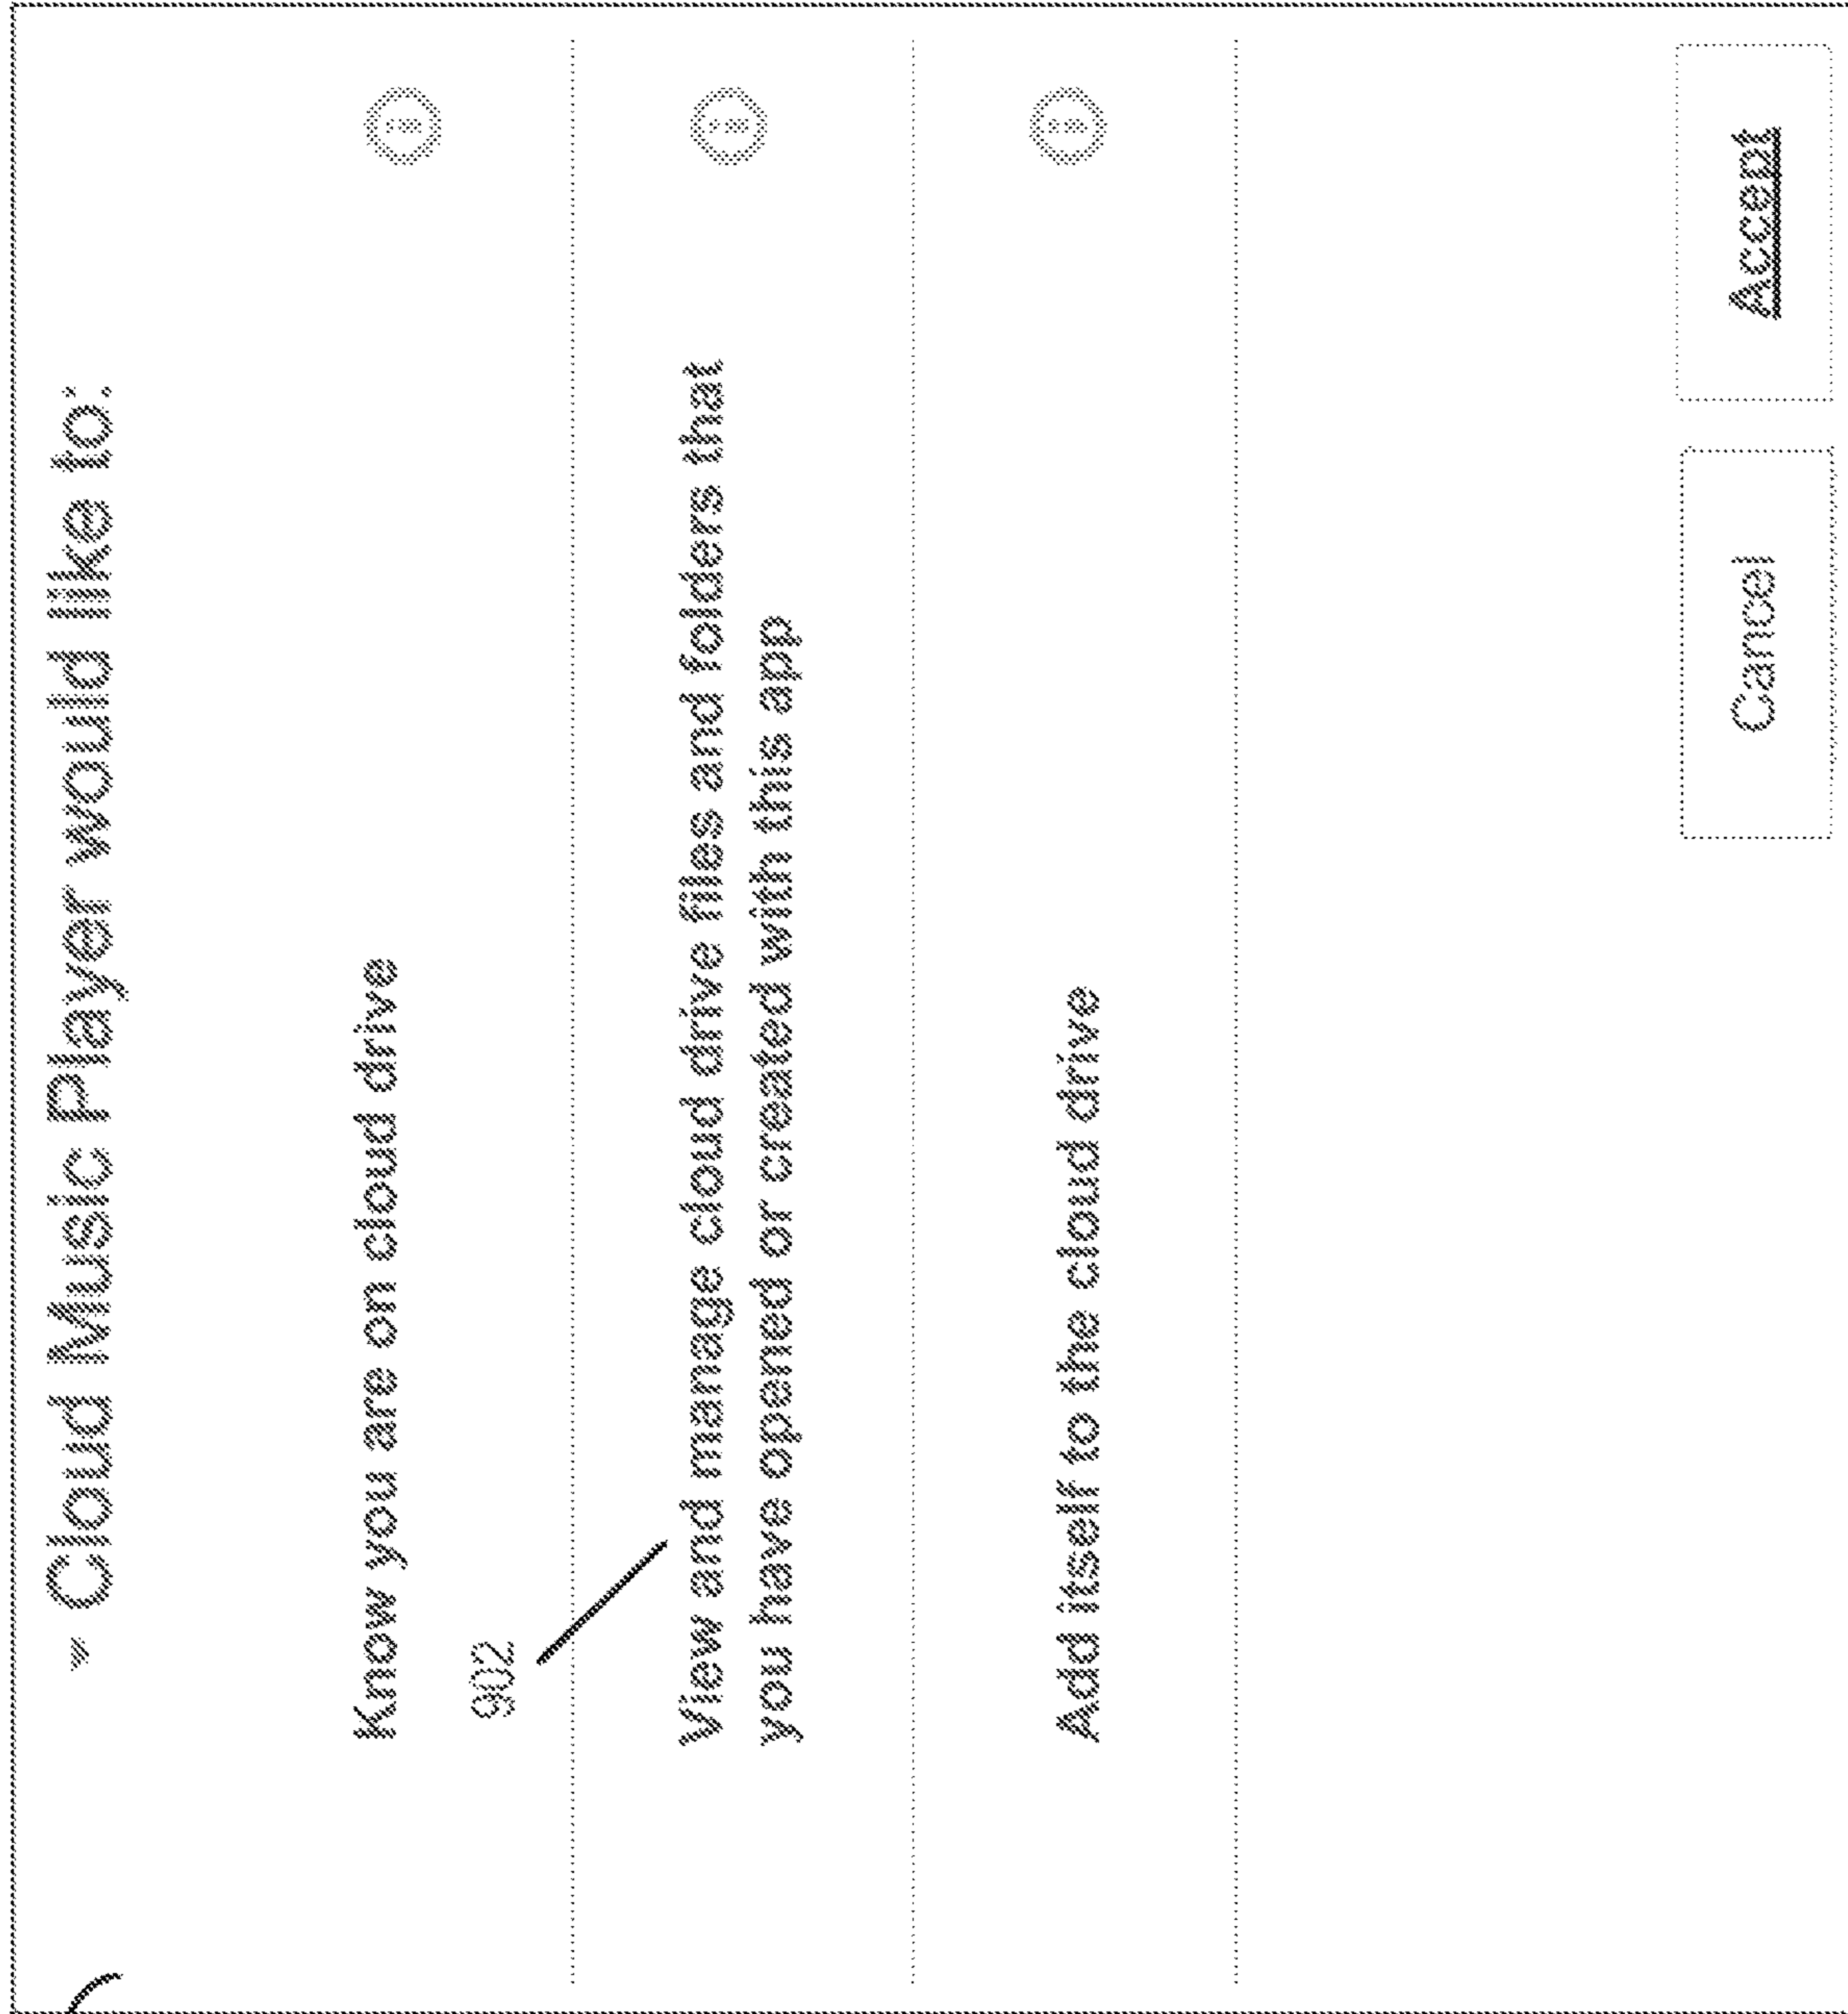 Cloud Music Player would like to:
Know you are on cloud drive
902
View and manage cloud drive files and folders that
you have opened or created with this app
Add itself to the cloud drive
Cancel
Accept